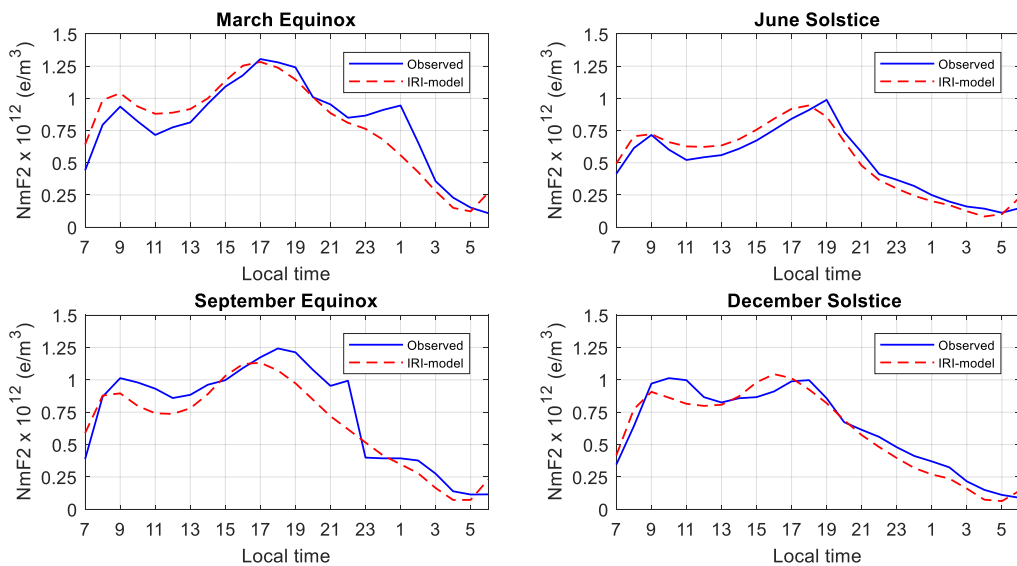 March Equinox
NmF2 x 10^12 (e/m^3)
1.5
1.25
1
0.75
0.5
0.25
0
Observed
IRI-model
7 9 11 13 15 17 19 21 23 1 3 5
Local time
June Solstice
NmF2 x 10^12 (e/m^3)
1.5
1.25
1
0.75
0.5
0.25
0
Observed
IRI-model
7 9 11 13 15 17 19 21 23 1 3 5
Local time
September Equinox
NmF2 x 10^12 (e/m^3)
1.5
1.25
1
0.75
0.5
0.25
0
Observed
IRI-model
7 9 11 13 15 17 19 21 23 1 3 5
Local time
December Solstice
NmF2 x 10^12 (e/m^3)
1.5
1.25
1
0.75
0.5
0.25
0
Observed
IRI-model
7 9 11 13 15 17 19 21 23 1 3 5
Local time